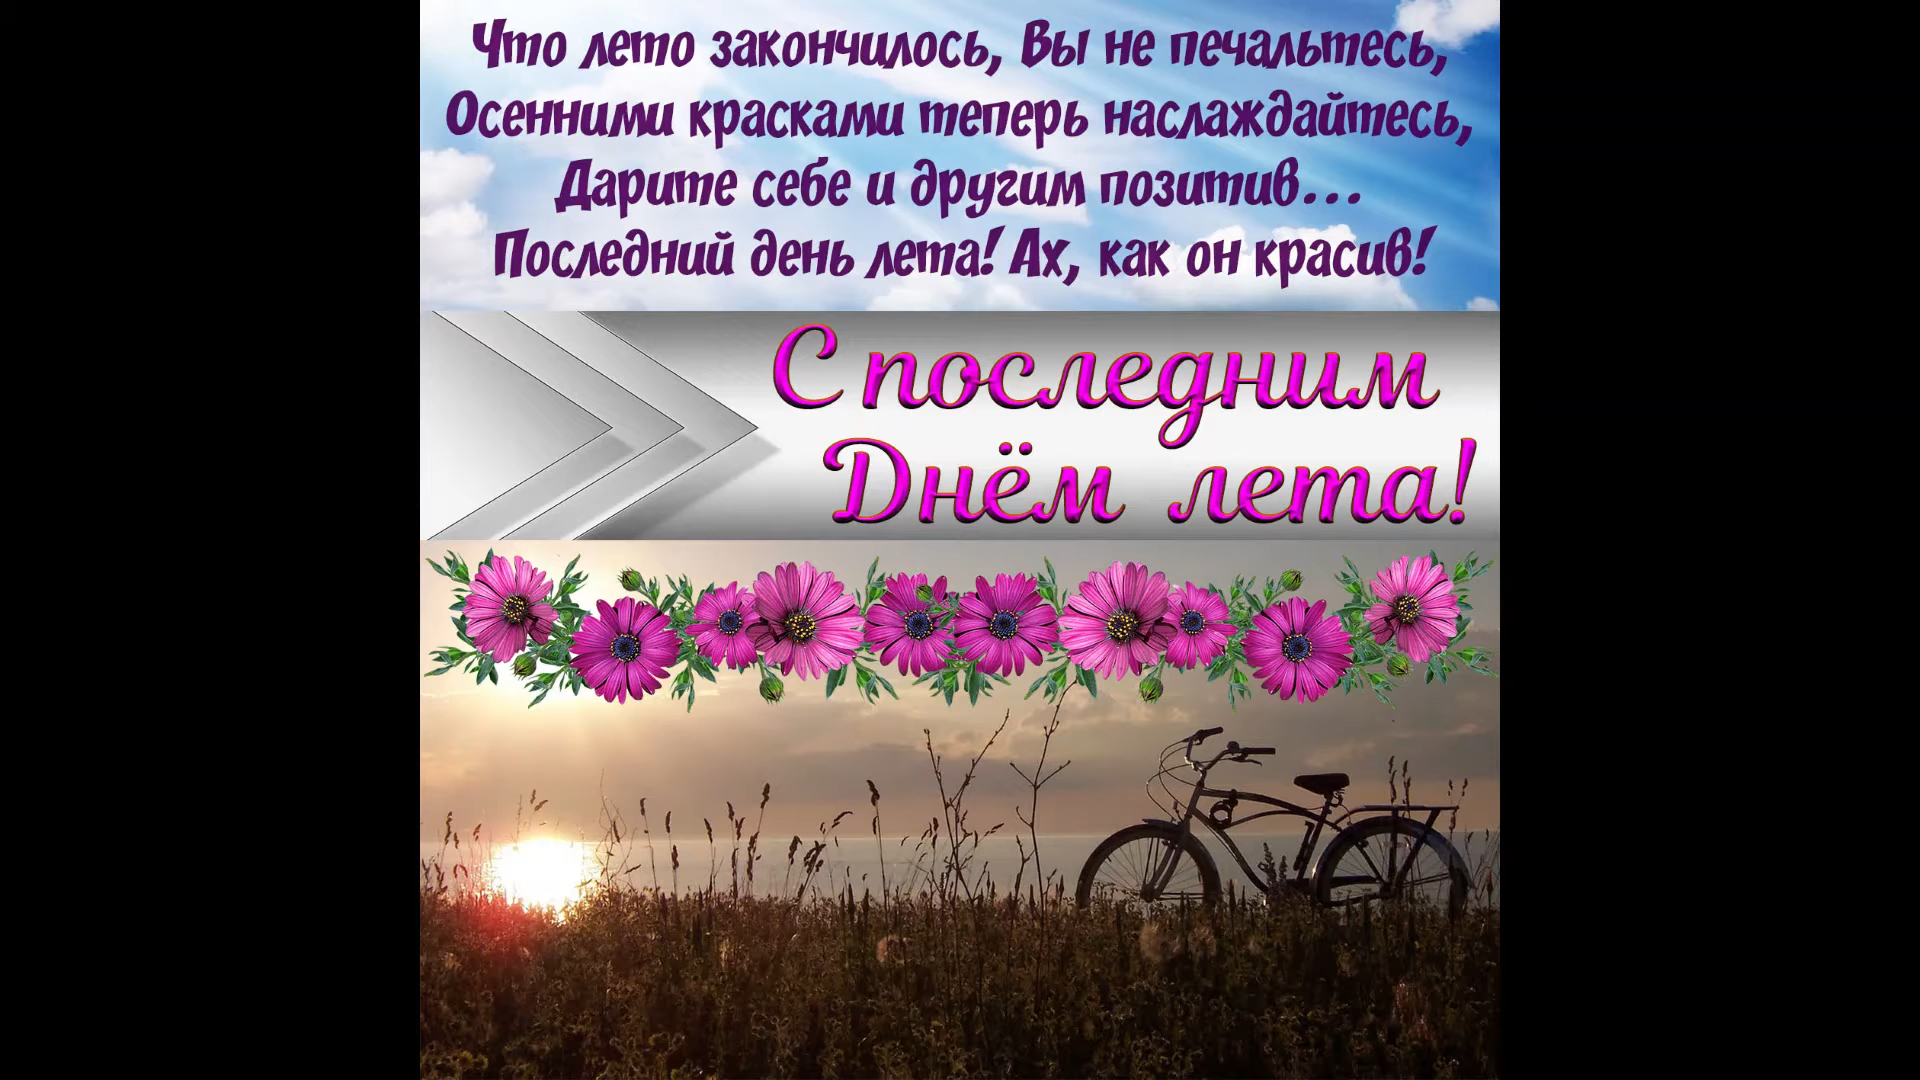 Что лето закончилось, Вы не печальтесь,
Осенними красками теперь наслаждайтесь,
Дарите себе и другим позитив...
Последний день лета! Ах, как он красив!
С последним
Днём лета!